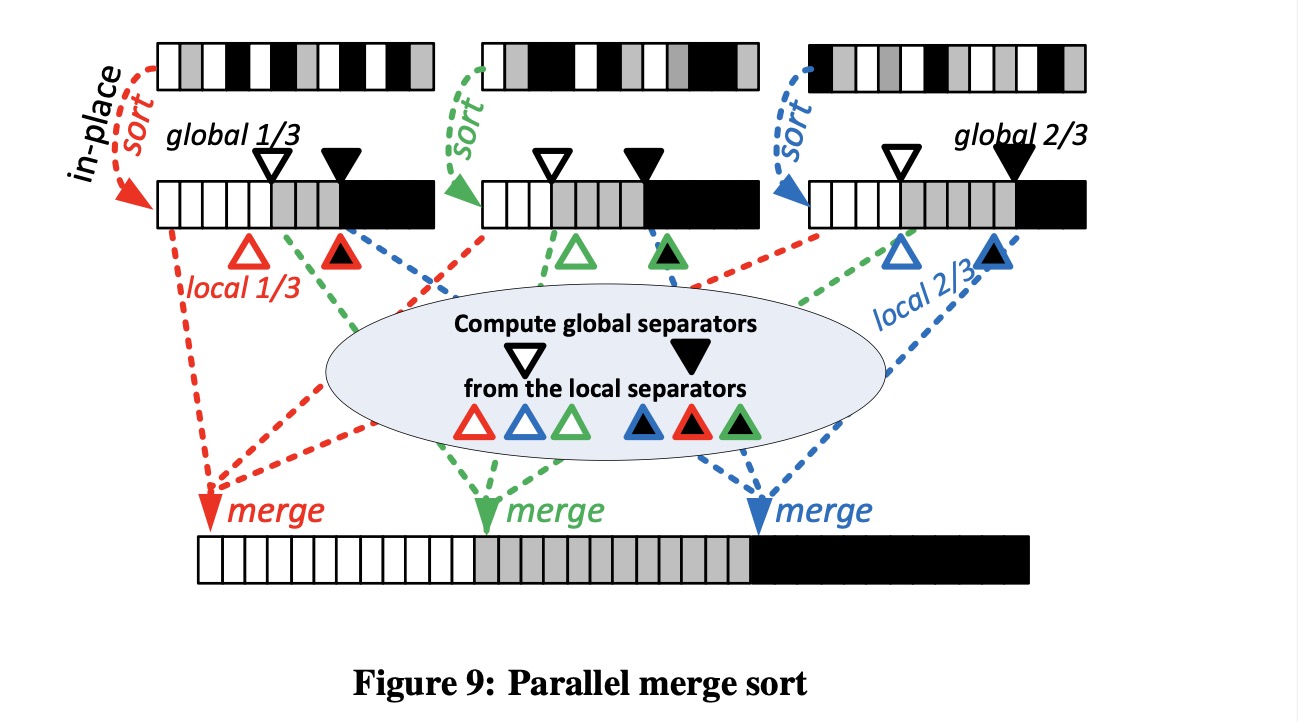 in-place
sort
sort
sort
global 1/3
global 2/3
local 1/3
local 2/3
Compute global separators
from the local separators
merge
merge
merge
Figure 9: Parallel merge sort